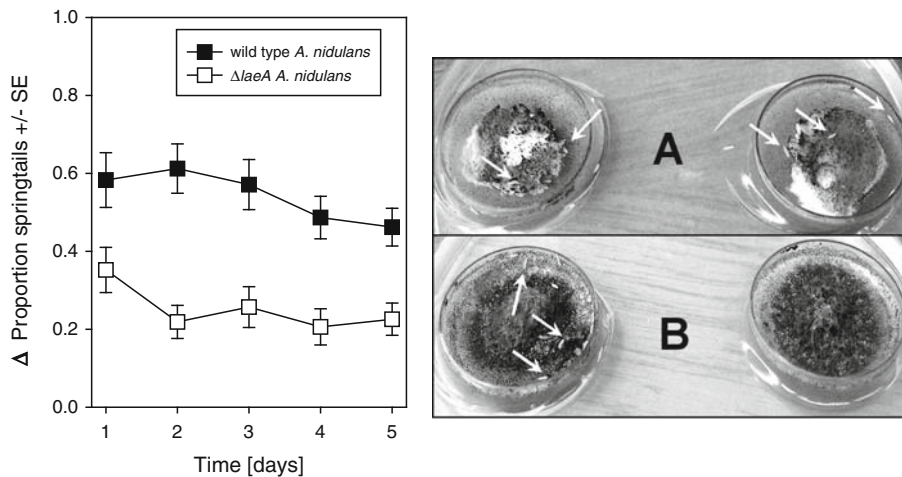 Δ Proportion springtails +/- SE
1.0
0.8
0.6
0.4
0.2
0.0
wild type A. nidulans
ΔlaeA A. nidulans
1 2 3 4 5
Time [days]
A
B